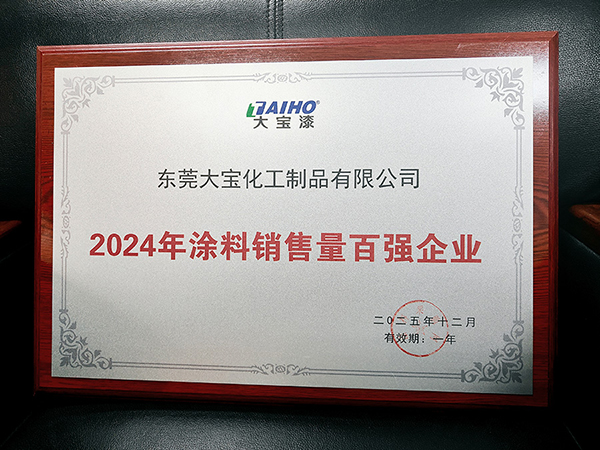 TAIHO®
大宝漆
东莞大宝化工制品有限公司
2024年涂料销售量百强企业
二〇二五年十二月
有效期：一年